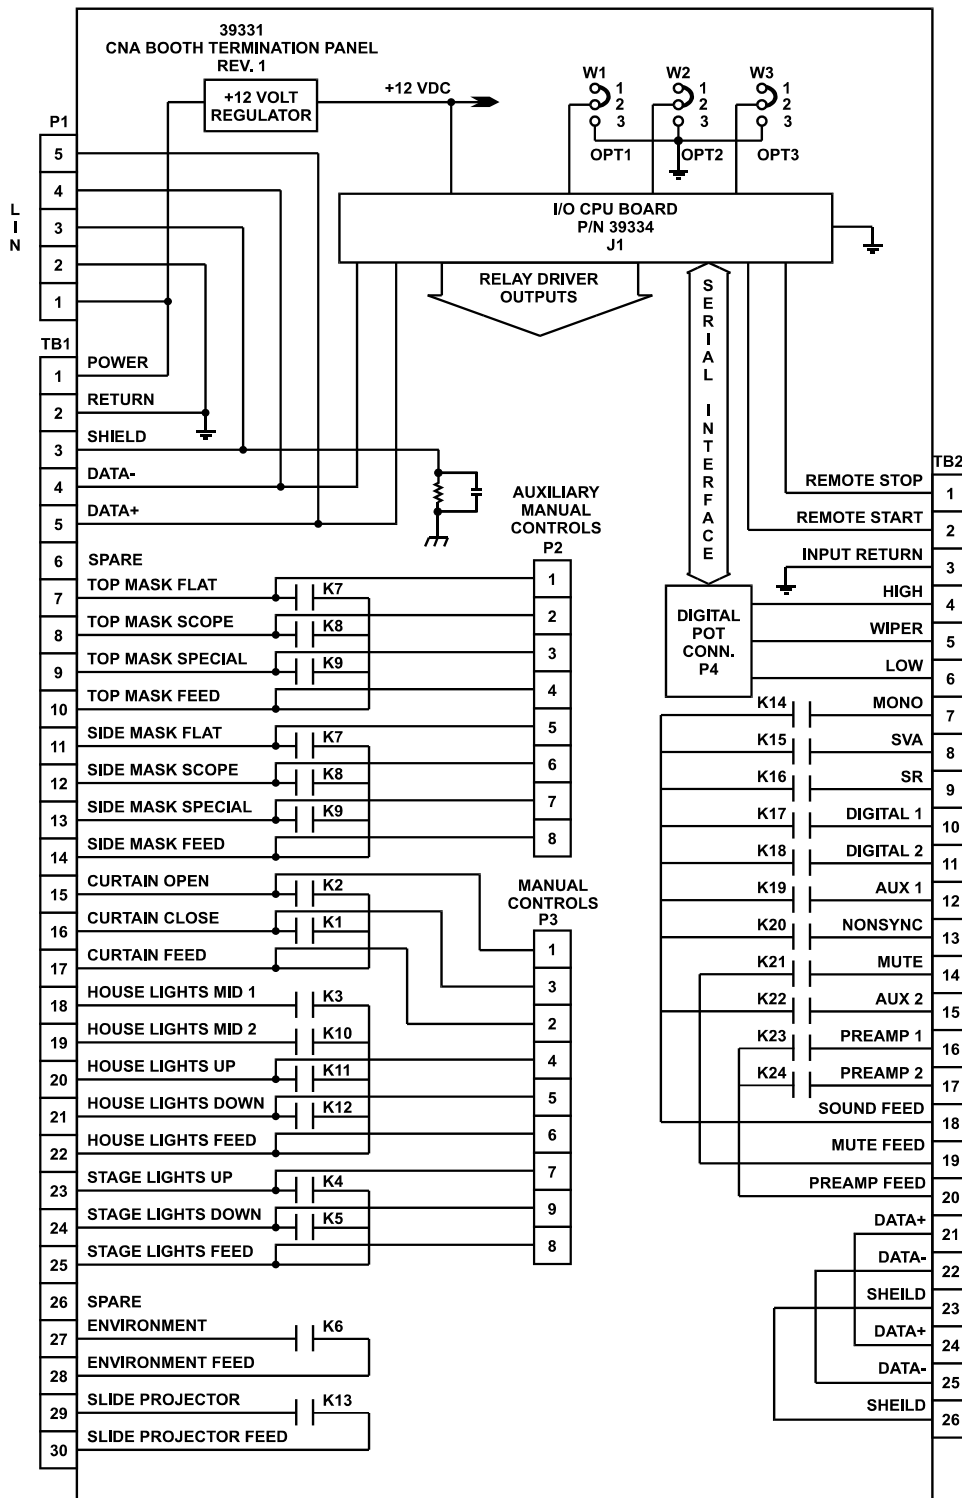 39331
CNA BOOTH TERMINATION PANEL
REV. 1
+12 VOLT
REGULATOR
+12 VDC
W1
1
2
3
OPT1
W2
1
2
3
OPT2
W3
1
2
3
OPT3
I/O CPU BOARD
P/N 39334
J1
RELAY DRIVER
OUTPUTS
SERIAL INTERFACE
LIN
P1
5
4
3
2
1
TB1
1 POWER
2 RETURN
3 SHIELD
4 DATA-
5 DATA+
6 SPARE
7 TOP MASK FLAT K7
8 TOP MASK SCOPE K8
9 TOP MASK SPECIAL K9
10 TOP MASK FEED
11 SIDE MASK FLAT K7
12 SIDE MASK SCOPE K8
13 SIDE MASK SPECIAL K9
14 SIDE MASK FEED
15 CURTAIN OPEN K2
16 CURTAIN CLOSE K1
17 CURTAIN FEED
18 HOUSE LIGHTS MID 1 K3
19 HOUSE LIGHTS MID 2 K10
20 HOUSE LIGHTS UP K11
21 HOUSE LIGHTS DOWN K12
22 HOUSE LIGHTS FEED
23 STAGE LIGHTS UP K4
24 STAGE LIGHTS DOWN K5
25 STAGE LIGHTS FEED
26 SPARE
27 ENVIRONMENT K6
28 ENVIRONMENT FEED
29 SLIDE PROJECTOR K13
30 SLIDE PROJECTOR FEED
AUXILIARY
MANUAL
CONTROLS
P2
1
2
3
4
5
6
7
8
MANUAL
CONTROLS
P3
1
3
2
4
5
6
7
9
8
DIGITAL
POT
CONN.
P4
TB2
REMOTE STOP 1
REMOTE START 2
INPUT RETURN 3
HIGH 4
WIPER 5
LOW 6
K14 MONO 7
K15 SVA 8
K16 SR 9
K17 DIGITAL 1 10
K18 DIGITAL 2 11
K19 AUX 1 12
K20 NONSYNC 13
K21 MUTE 14
K22 AUX 2 15
K23 PREAMP 1 16
K24 PREAMP 2 17
SOUND FEED 18
MUTE FEED 19
PREAMP FEED 20
DATA+ 21
DATA- 22
SHEILD 23
DATA+ 24
DATA- 25
SHEILD 26